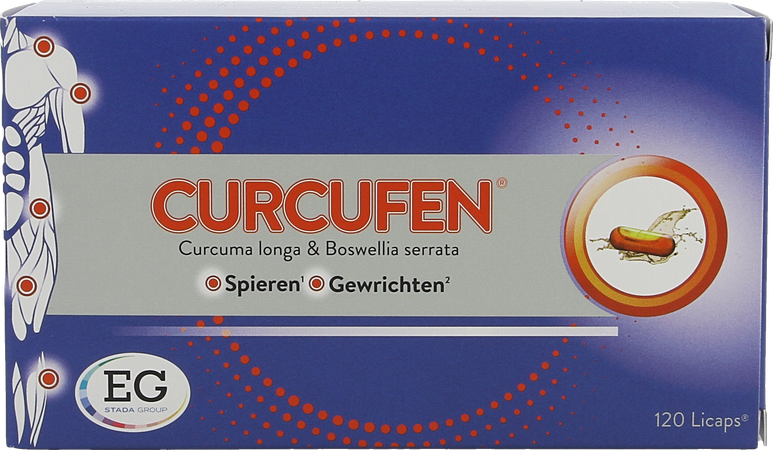 CURCUFEN®
Curcuma longa & Boswellia serrata
Spieren¹ Gewrichten²
EG
STADA GROUP
120 Licaps®